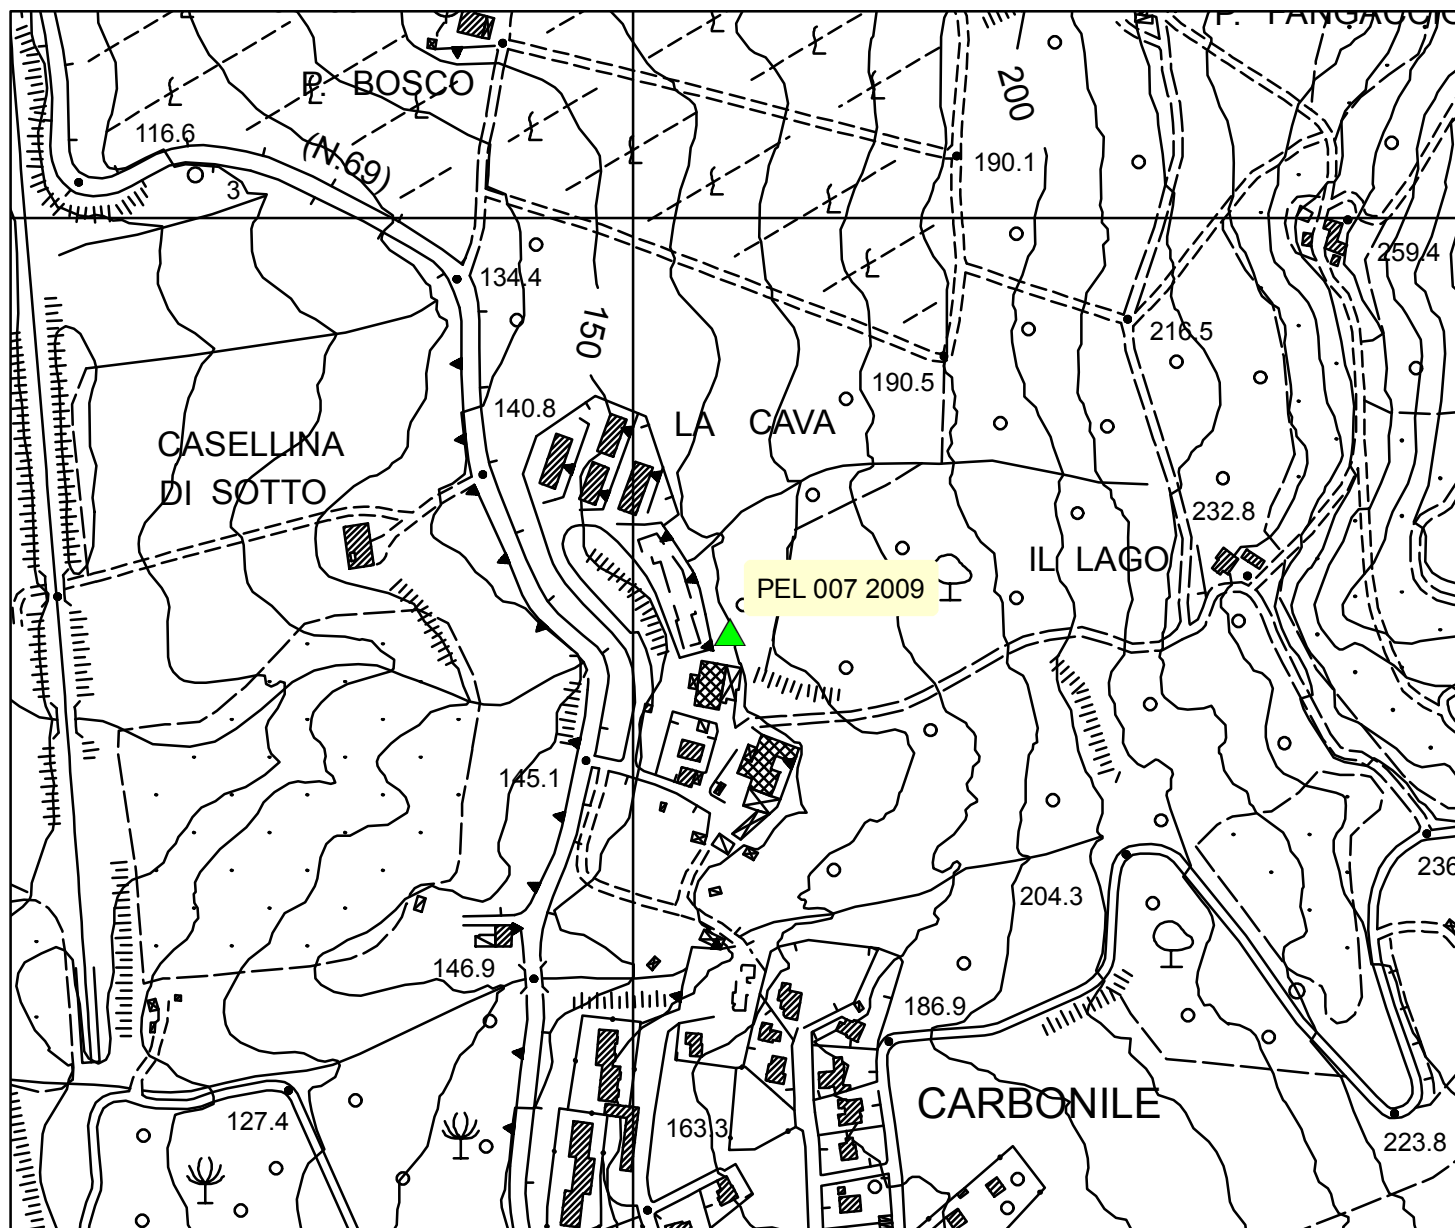 P. BOSCO
200
116.6
(N.69)
190.1
3
259.4
134.4
150
216.5
190.5
140.8
LA CAVA
CASELLINA
DI SOTTO
232.8
IL LAGO
PEL 007 2009
145.1
236
204.3
146.9
186.9
CARBONILE
127.4
163.3
223.8